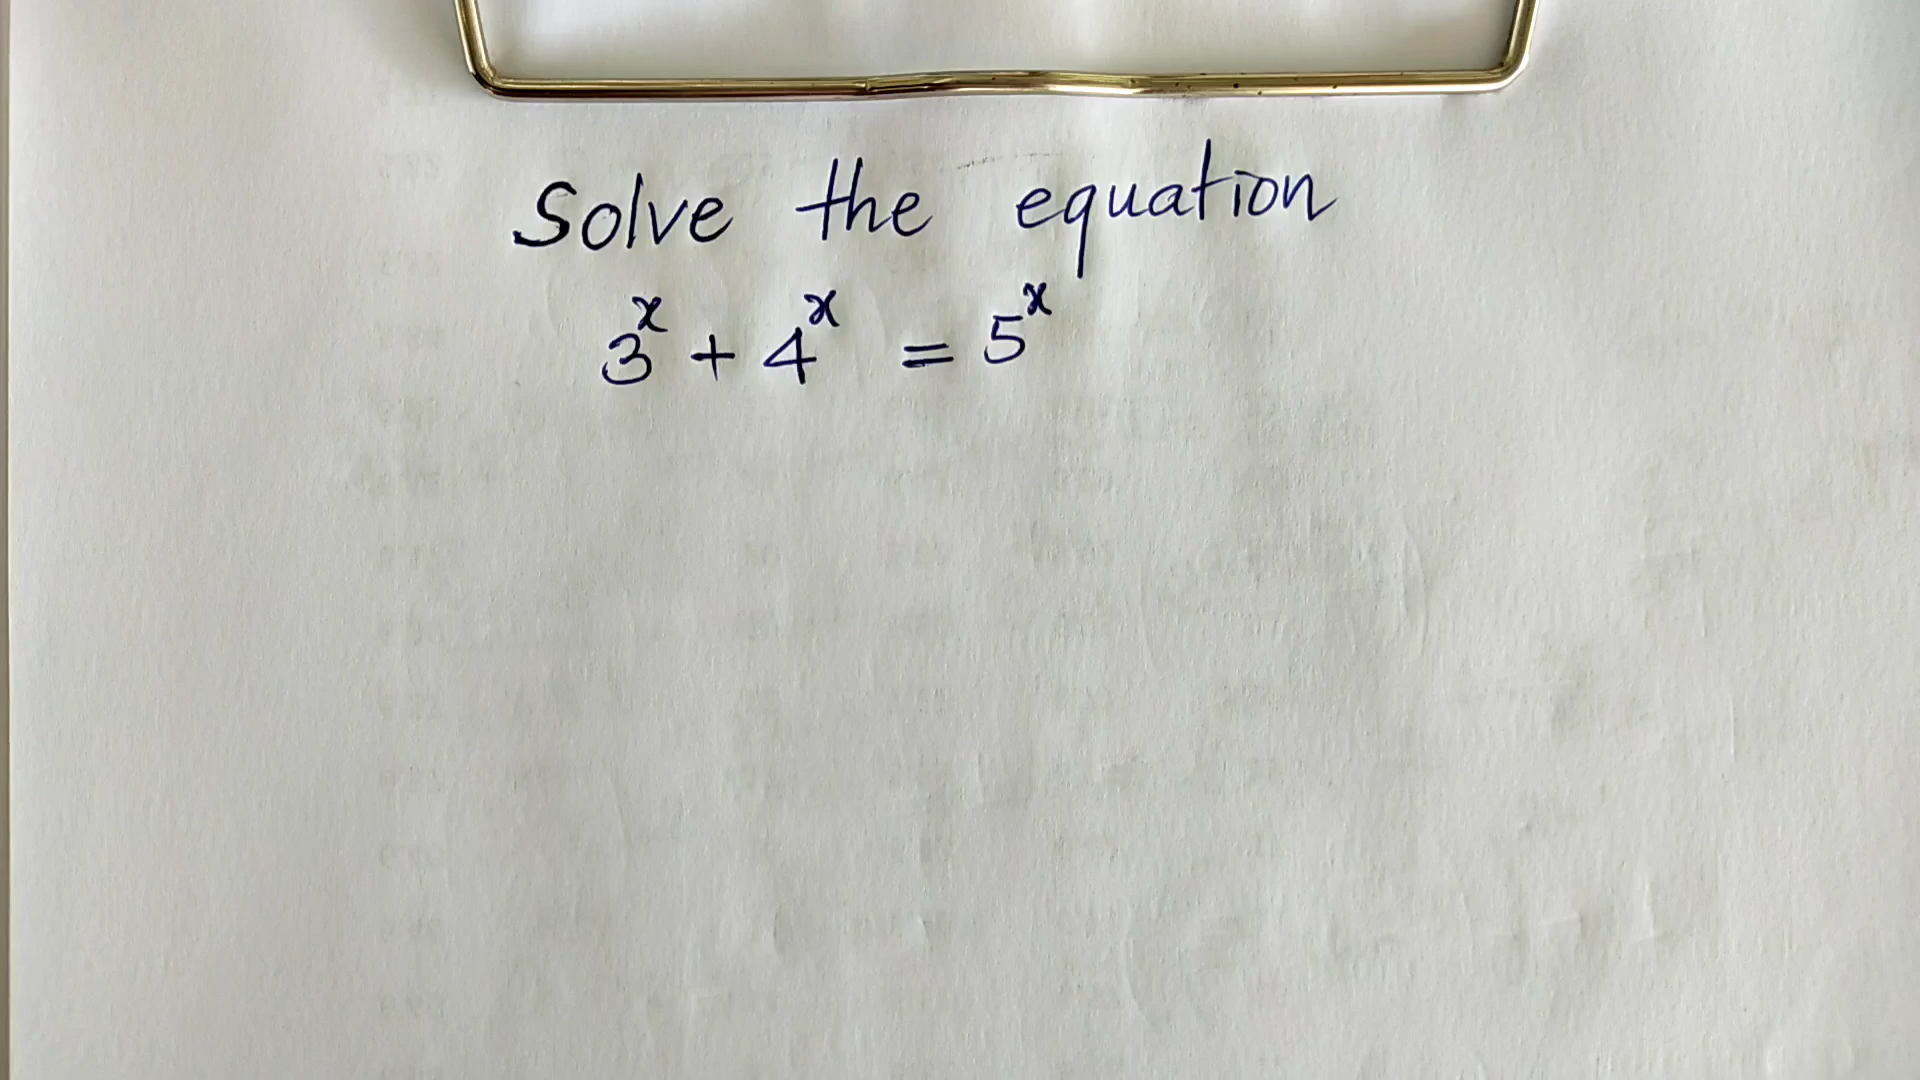 Solve the equation
3^x + 4^x = 5^x